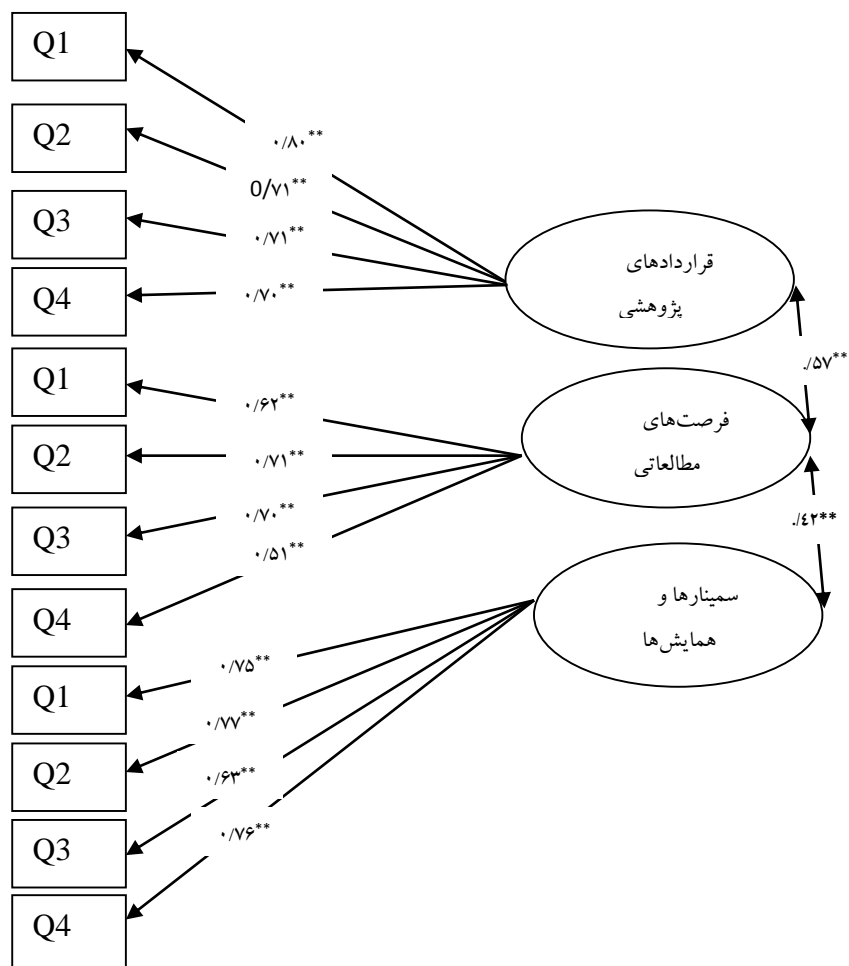 Q1
Q2
Q3
Q4
Q1
Q2
Q3
Q4
Q1
Q2
Q3
Q4
۰/۸۰**
0/۷۱**
۰/۷۱**
۰/۷۰**
۰/۶۲**
۰/۷۱**
۰/۷۰**
۰/۵۱**
۰/۷۵**
۰/۷۷**
۰/۶۳**
۰/۷۶**
قراردادهای
پژوهشی
فرصت‌های
مطالعاتی
سمینارها و
همایش‌ها
./۵۷**
./٤٢**